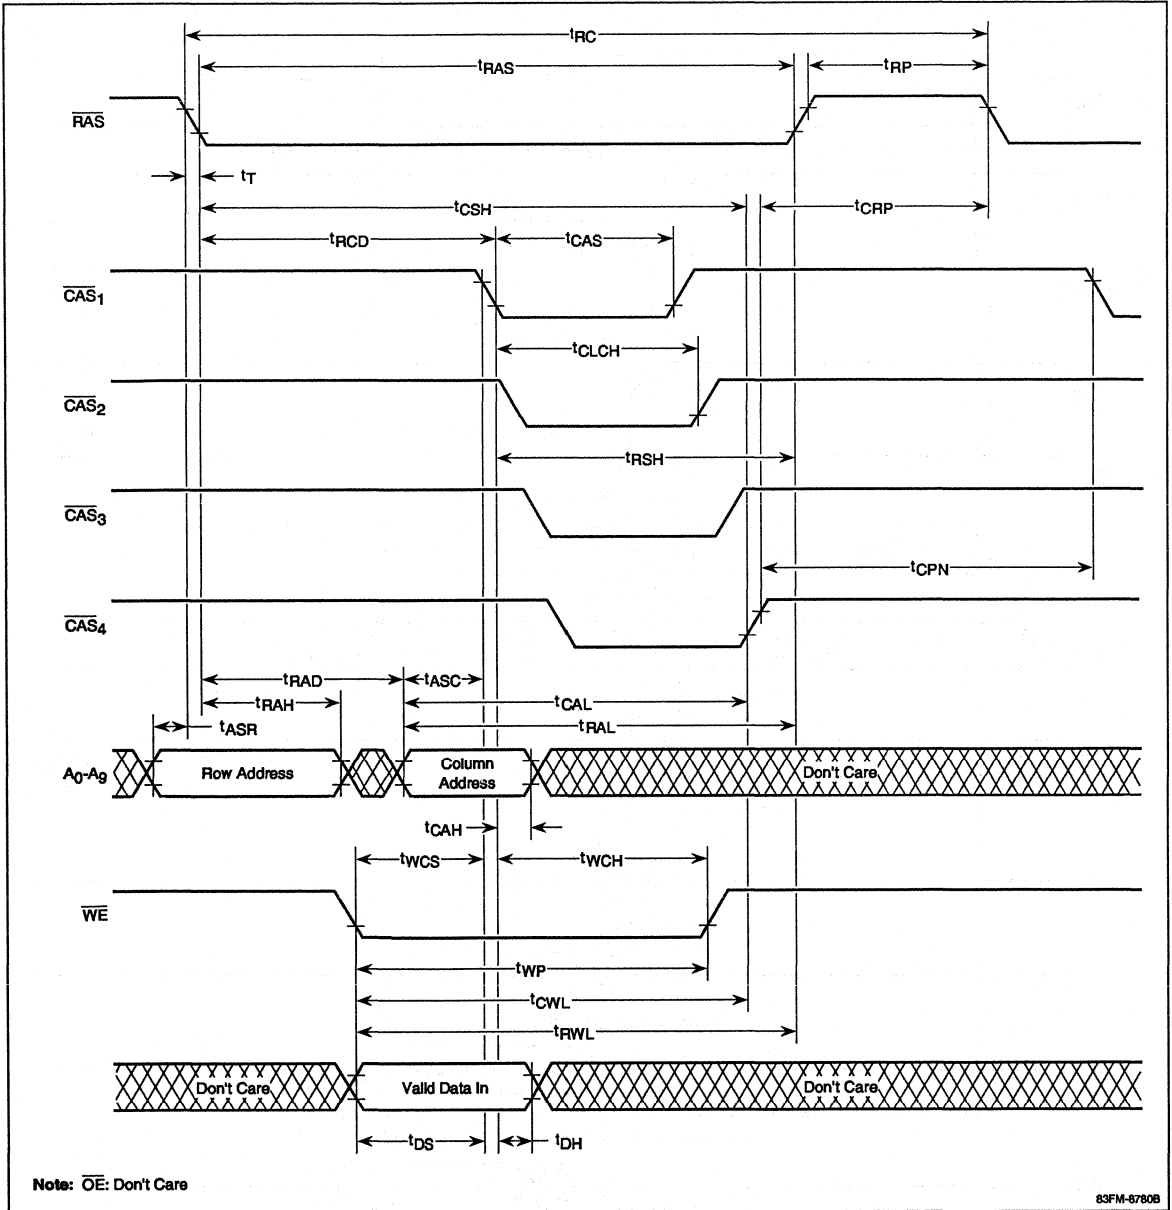 tRC
tRAS
tRP
RAS
tT
tCSH
tCRP
tRCD
tCAS
CAS1
tCLCH
CAS2
tRSH
CAS3
tCPN
CAS4
tRAD
tASC
tRAH
tCAL
tASR
tRAL
A0-A9
Row Address
Column
Address
Don't Care
tCAH
tWCS
tWCH
WE
tWP
tCWL
tRWL
Don't Care
Valid Data In
Don't Care
tDS
tDH
Note: OE: Don't Care
83FM-8780B